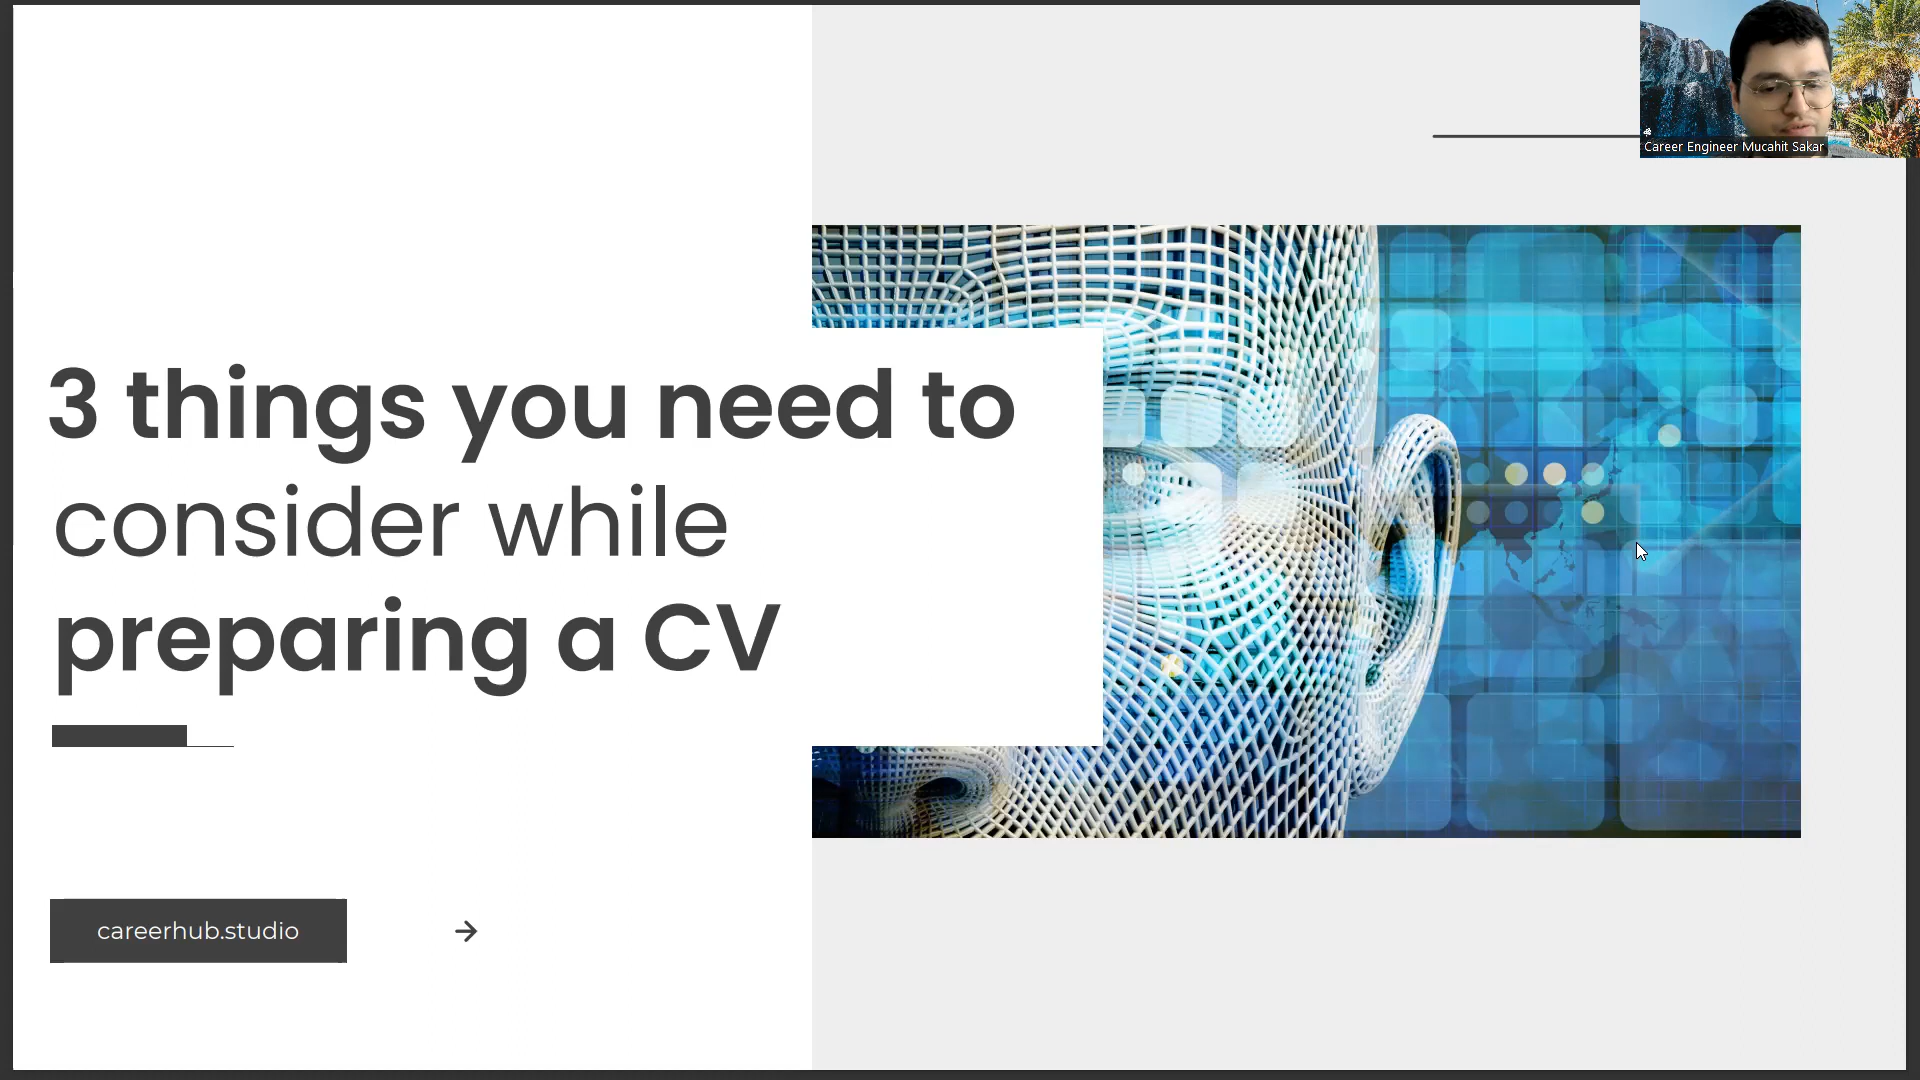 Career Engineer Mucahit Sakar
3 things you need to
consider while
preparing a CV
careerhub.studio